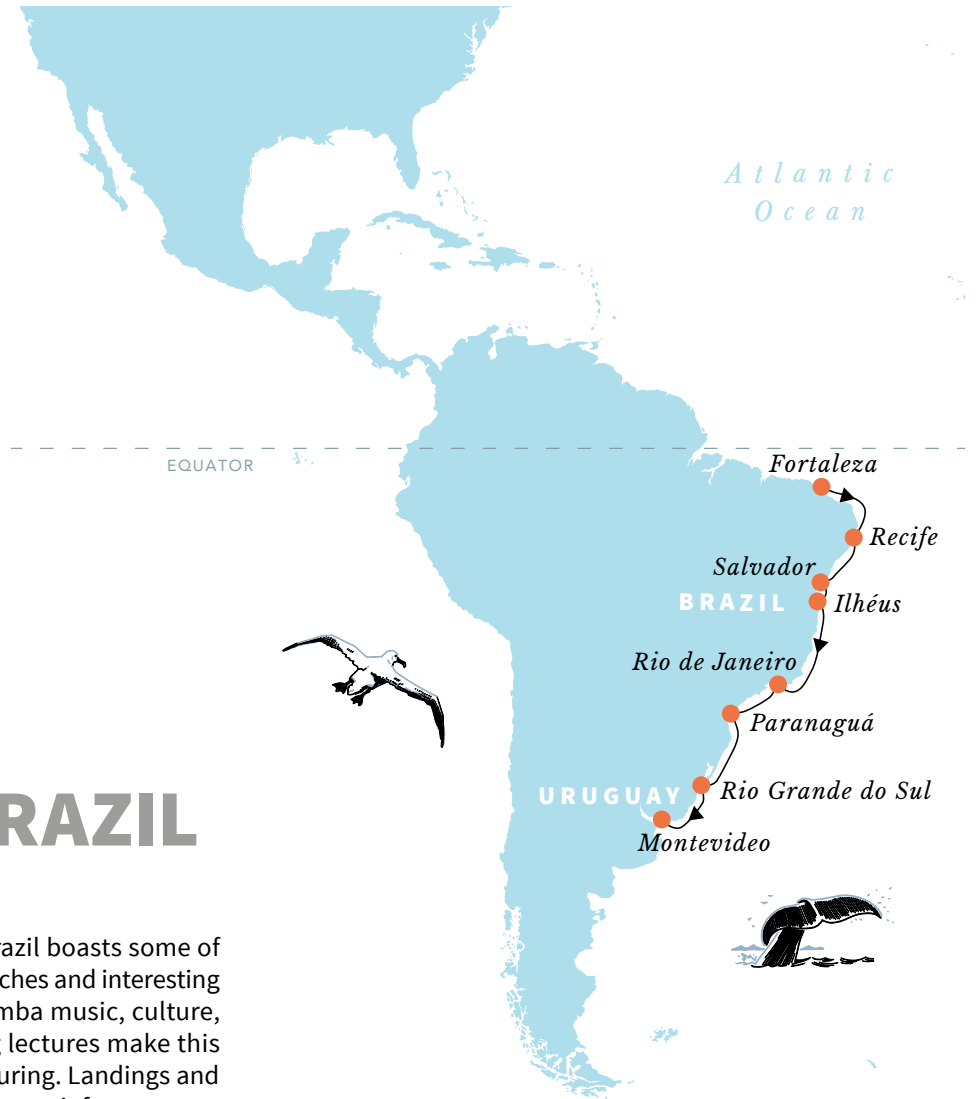 Atlantic
Ocean
EQUATOR
Fortaleza
Recife
Salvador
BRAZIL
Ilhéus
Rio de Janeiro
Paranaguá
URUGUAY
Rio Grande do Sul
Montevideo
RAZIL
razil boasts some of
ches and interesting
mba music, culture,
g lectures make this
uring. Landings and